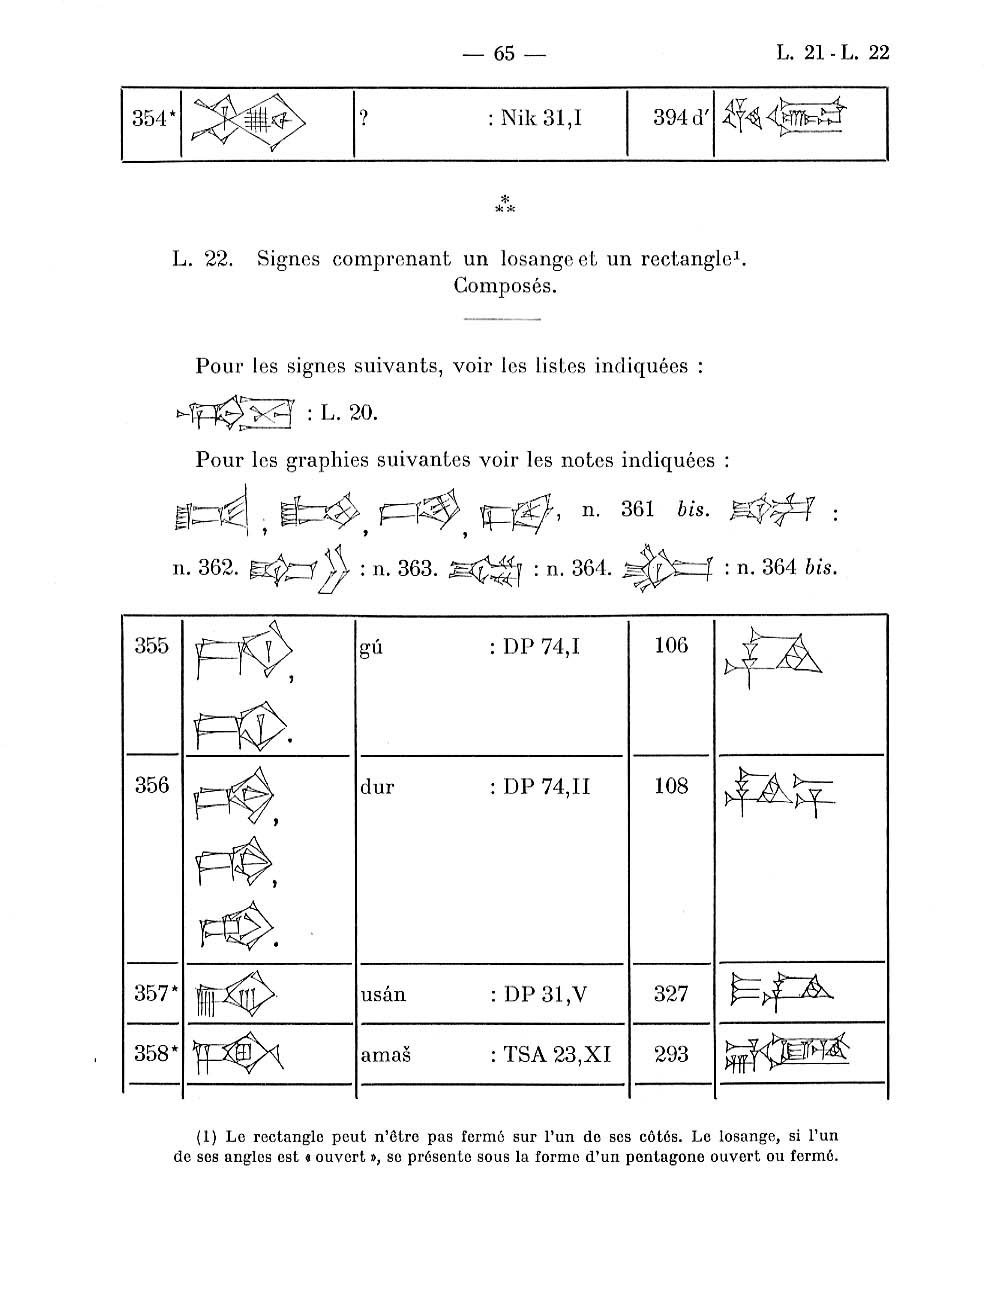 — 65 — L. 21 - L. 22
354* ? : Nik 31,I 394 d′
***
L. 22. Signes comprenant un losange et un rectangle¹.
Composés.
Pour les signes suivants, voir les listes indiquées :
: L. 20.
Pour les graphies suivantes voir les notes indiquées :
, , , , n. 361 bis. :
n. 362. : n. 363. : n. 364. : n. 364 bis.
355 , . gú : DP 74,I 106
356 , , . dur : DP 74,II 108
357* usán : DP 31,V 327
358* amaš : TSA 23,XI 293
(1) Le rectangle peut n'être pas fermé sur l'un de ses côtés. Le losange, si l'un
de ses angles est « ouvert », se présente sous la forme d'un pentagone ouvert ou fermé.